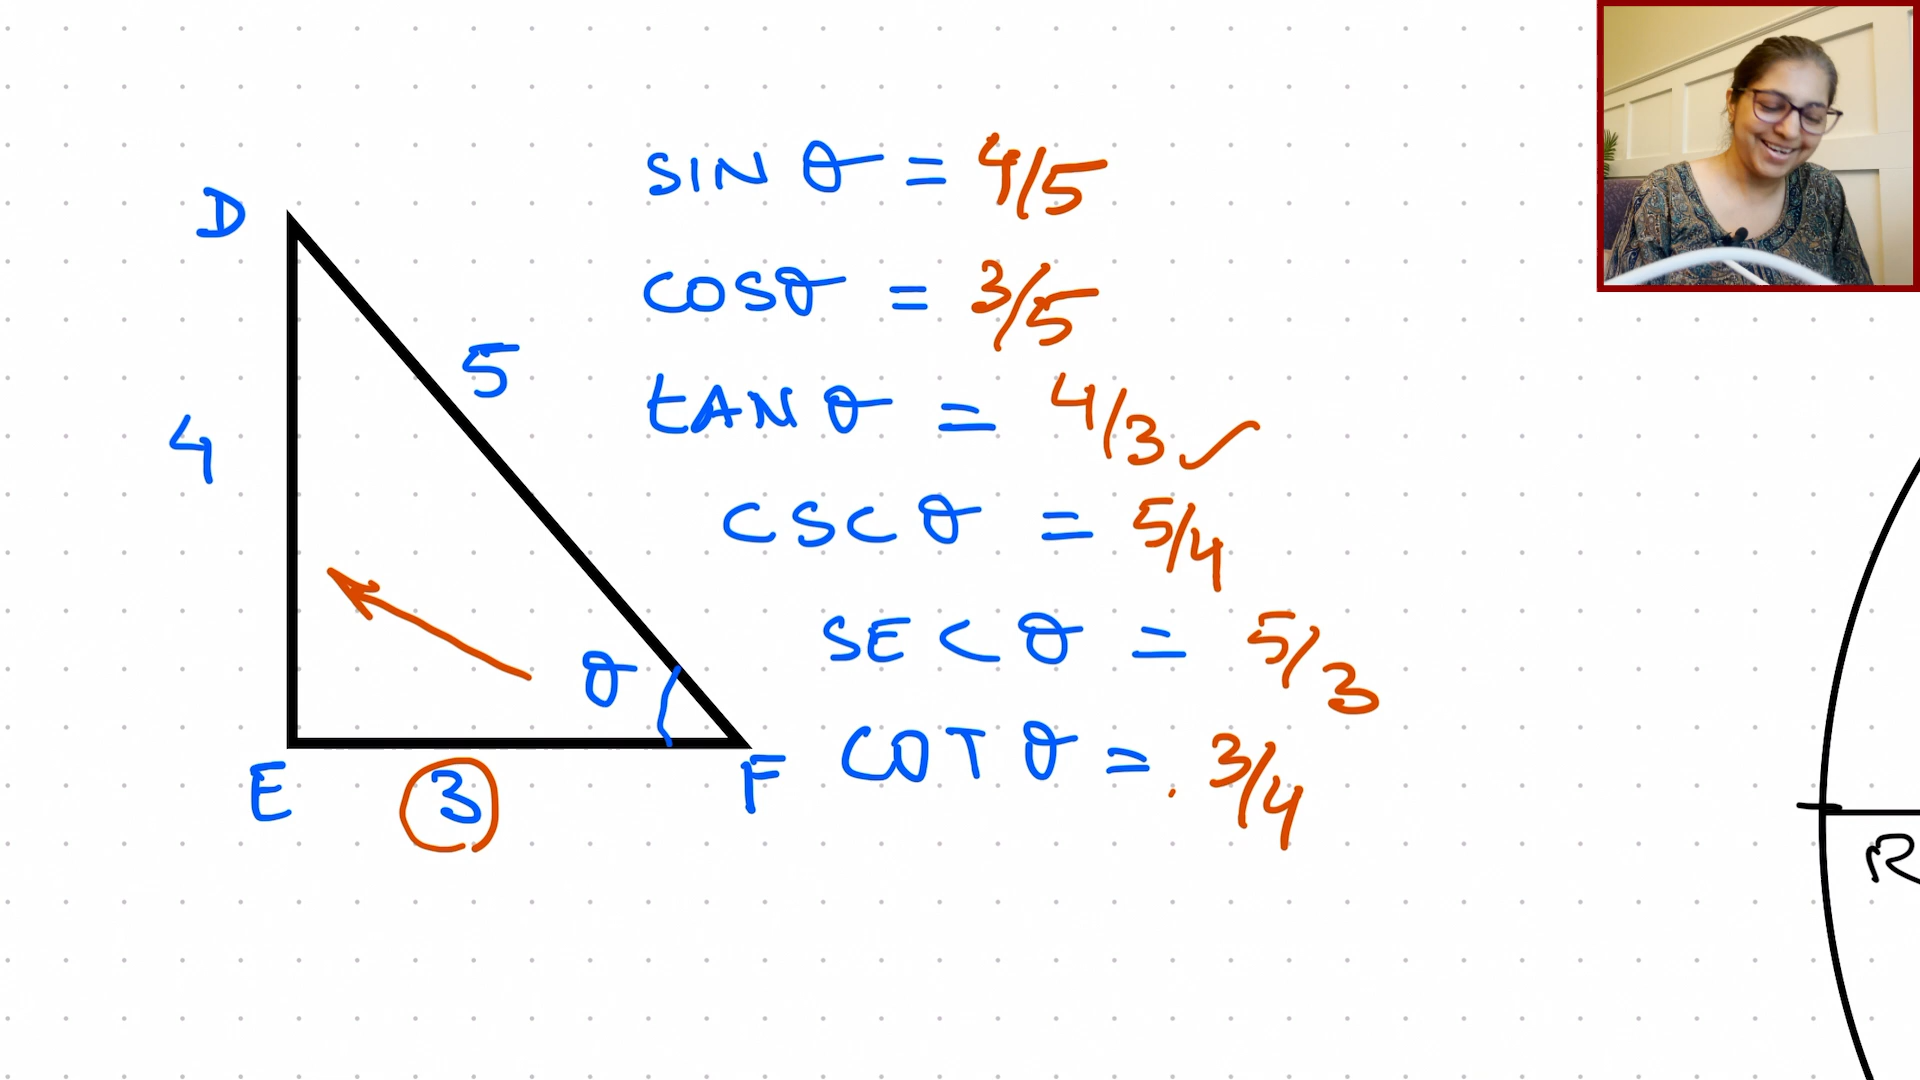 D
4
5
θ
E
3
F
SIN θ = 4/5
COSθ = 3/5
tAN θ = 4/3 ✓
CSC θ = 5/4
SEC θ = 5/3
COT θ = 3/4
R